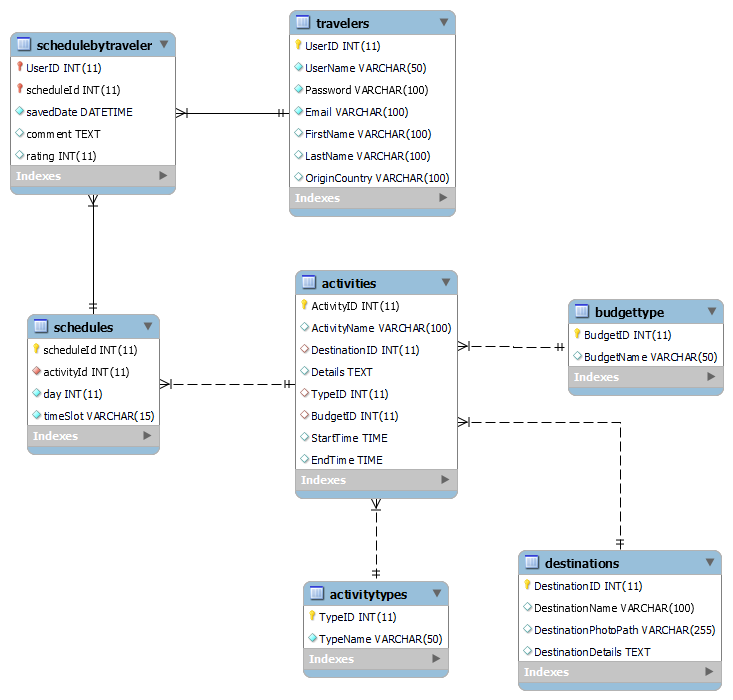 schedulebytraveler
UserID INT(11)
scheduleId INT(11)
savedDate DATETIME
comment TEXT
rating INT(11)
Indexes
travelers
UserID INT(11)
UserName VARCHAR(50)
Password VARCHAR(100)
Email VARCHAR(100)
FirstName VARCHAR(100)
LastName VARCHAR(100)
OriginCountry VARCHAR(100)
Indexes
schedules
scheduleId INT(11)
activityId INT(11)
day INT(11)
timeSlot VARCHAR(15)
Indexes
activities
ActivityID INT(11)
ActivityName VARCHAR(100)
DestinationID INT(11)
Details TEXT
TypeID INT(11)
BudgetID INT(11)
StartTime TIME
EndTime TIME
Indexes
budgettype
BudgetID INT(11)
BudgetName VARCHAR(50)
Indexes
activitytypes
TypeID INT(11)
TypeName VARCHAR(50)
Indexes
destinations
DestinationID INT(11)
DestinationName VARCHAR(100)
DestinationPhotoPath VARCHAR(255)
DestinationDetails TEXT
Indexes